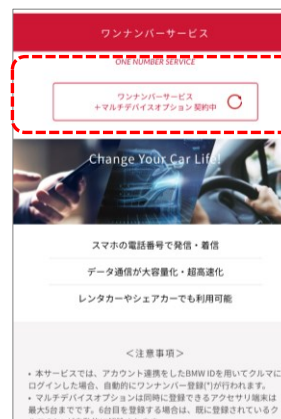 ワンナンバーサービス
ONE NUMBER SERVICE
ワンナンバーサービス
＋マルチデバイスオプション 契約中
Change Your Car Life!
スマホの電話番号で発信・着信
データ通信が大容量化・超高速化
レンタカーやシェアカーでも利用可能
＜注意事項＞
• 本サービスでは、アカウント連携をしたBMW IDを用いてクルマに
ログインした場合、自動的にワンナンバー登録(*)が行われます。
• マルチデバイスオプションは同時に登録できるアクセサリ端末は
最大5台までです。6台目を登録する場合は、既に登録されているク